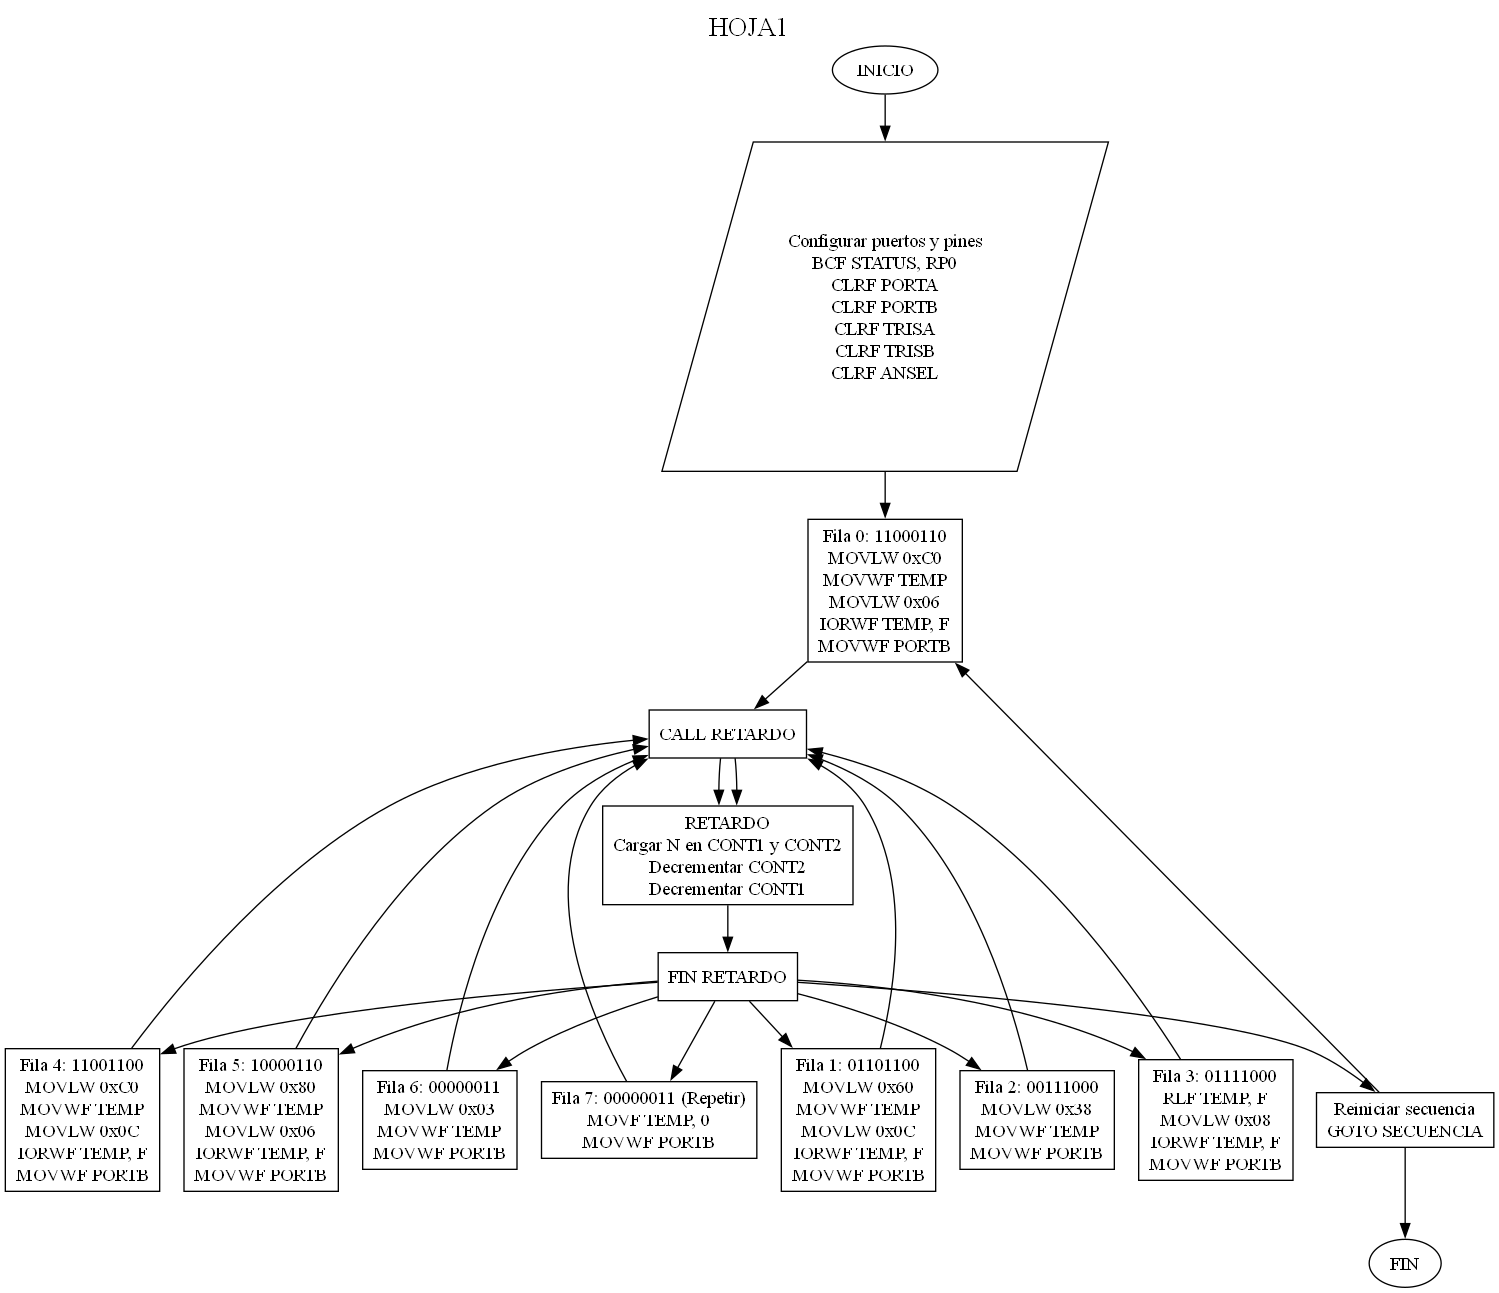 HOJA1
INICIO
Configurar puertos y pines
BCF STATUS, RP0
CLRF PORTA
CLRF PORTB
CLRF TRISA
CLRF TRISB
CLRF ANSEL
Fila 0: 11000110
MOVLW 0xC0
MOVWF TEMP
MOVLW 0x06
IORWF TEMP, F
MOVWF PORTB
CALL RETARDO
RETARDO
Cargar N en CONT1 y CONT2
Decrementar CONT2
Decrementar CONT1
FIN RETARDO
Fila 4: 11001100
MOVLW 0xC0
MOVWF TEMP
MOVLW 0x0C
IORWF TEMP, F
MOVWF PORTB
Fila 5: 10000110
MOVLW 0x80
MOVWF TEMP
MOVLW 0x06
IORWF TEMP, F
MOVWF PORTB
Fila 6: 00000011
MOVLW 0x03
MOVWF TEMP
MOVWF PORTB
Fila 7: 00000011 (Repetir)
MOVF TEMP, 0
MOVWF PORTB
Fila 1: 01101100
MOVLW 0x60
MOVWF TEMP
MOVLW 0x0C
IORWF TEMP, F
MOVWF PORTB
Fila 2: 00111000
MOVLW 0x38
MOVWF TEMP
MOVWF PORTB
Fila 3: 01111000
RLF TEMP, F
MOVLW 0x08
IORWF TEMP, F
MOVWF PORTB
Reiniciar secuencia
GOTO SECUENCIA
FIN